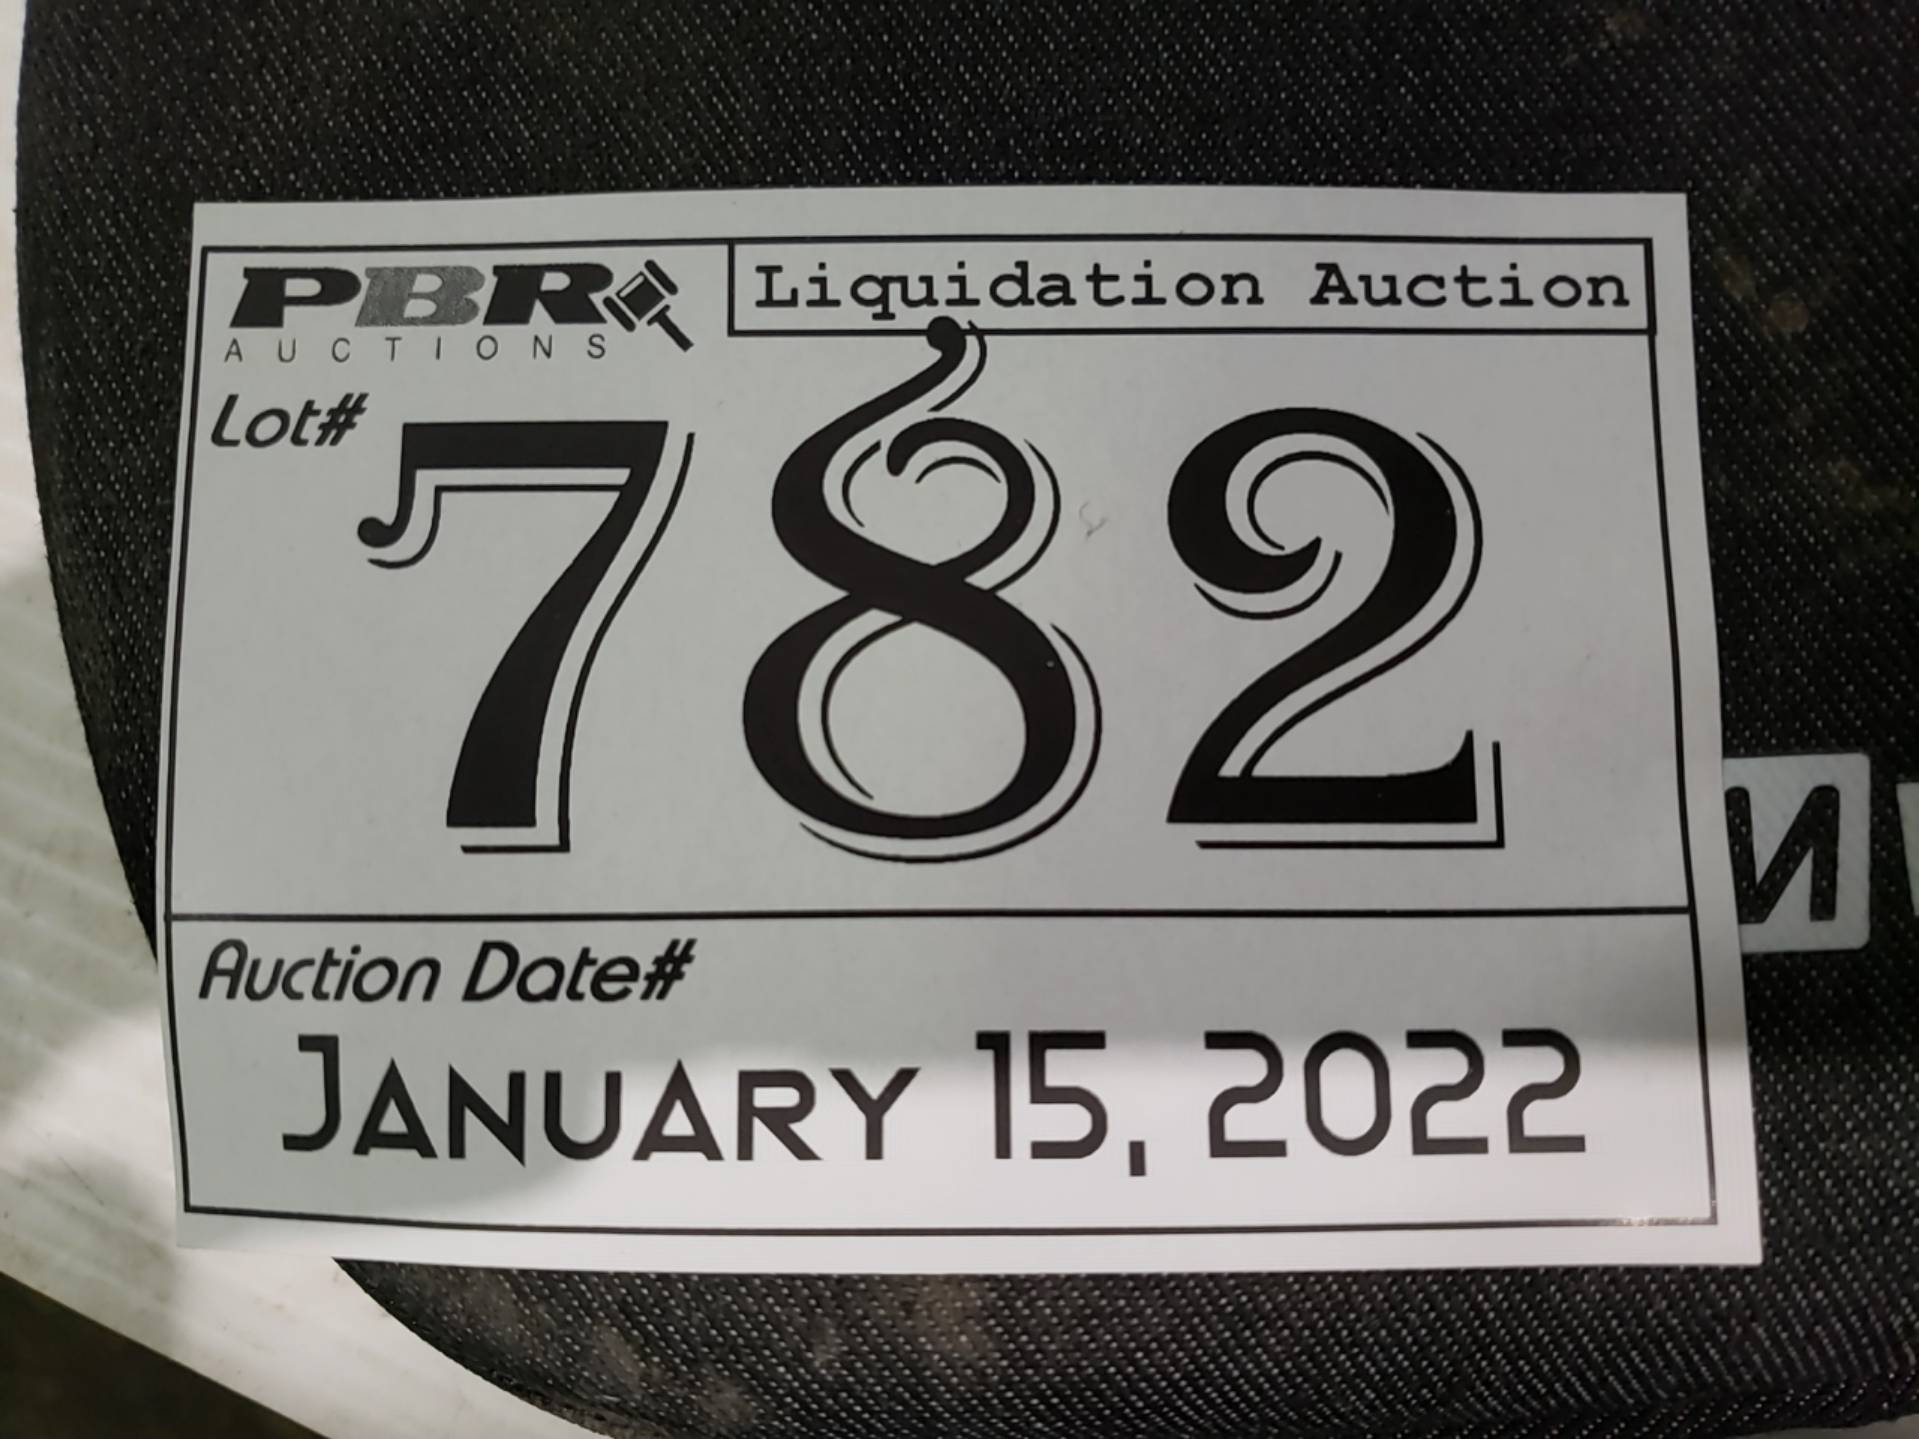 PBR
AUCTIONS
Liquidation Auction
Lot#
782
Auction Date#
January 15, 2022